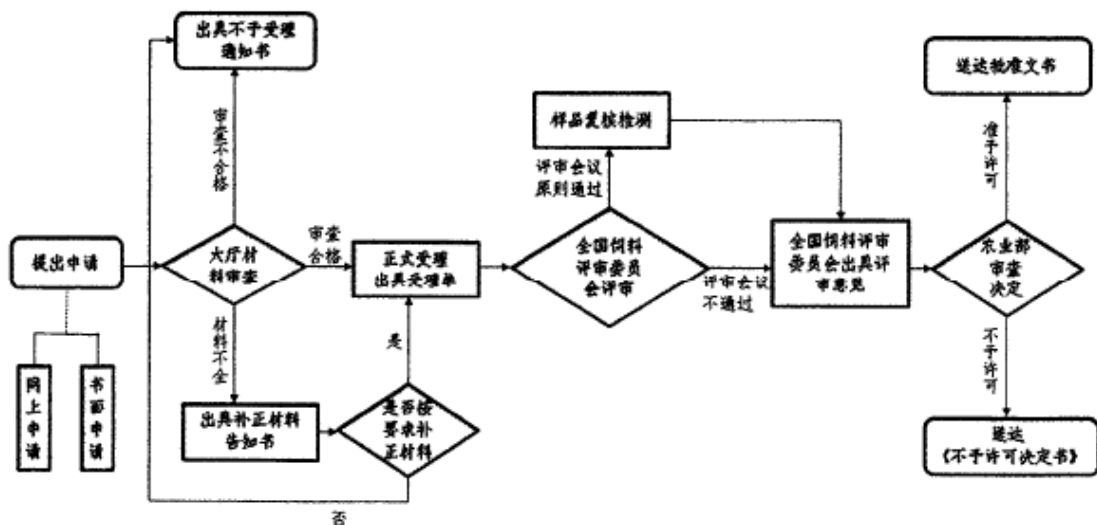 出具不予受理
通知书
审查不合格
提出申请
网上申请
书面申请
大厅材
料审查
审查
合格
材料不全
出具补正材料
告知书
是否按
要求补
正材料
是
否
正式受理
出具受理单
全国饲料
评审委员
会评审
评审会议
原则通过
样品复核检测
评审会议
不通过
全国饲料评审
委员会出具评
审意见
农业部
审查
决定
准予许可
送达批准文书
不予许可
送达
《不予许可决定书》